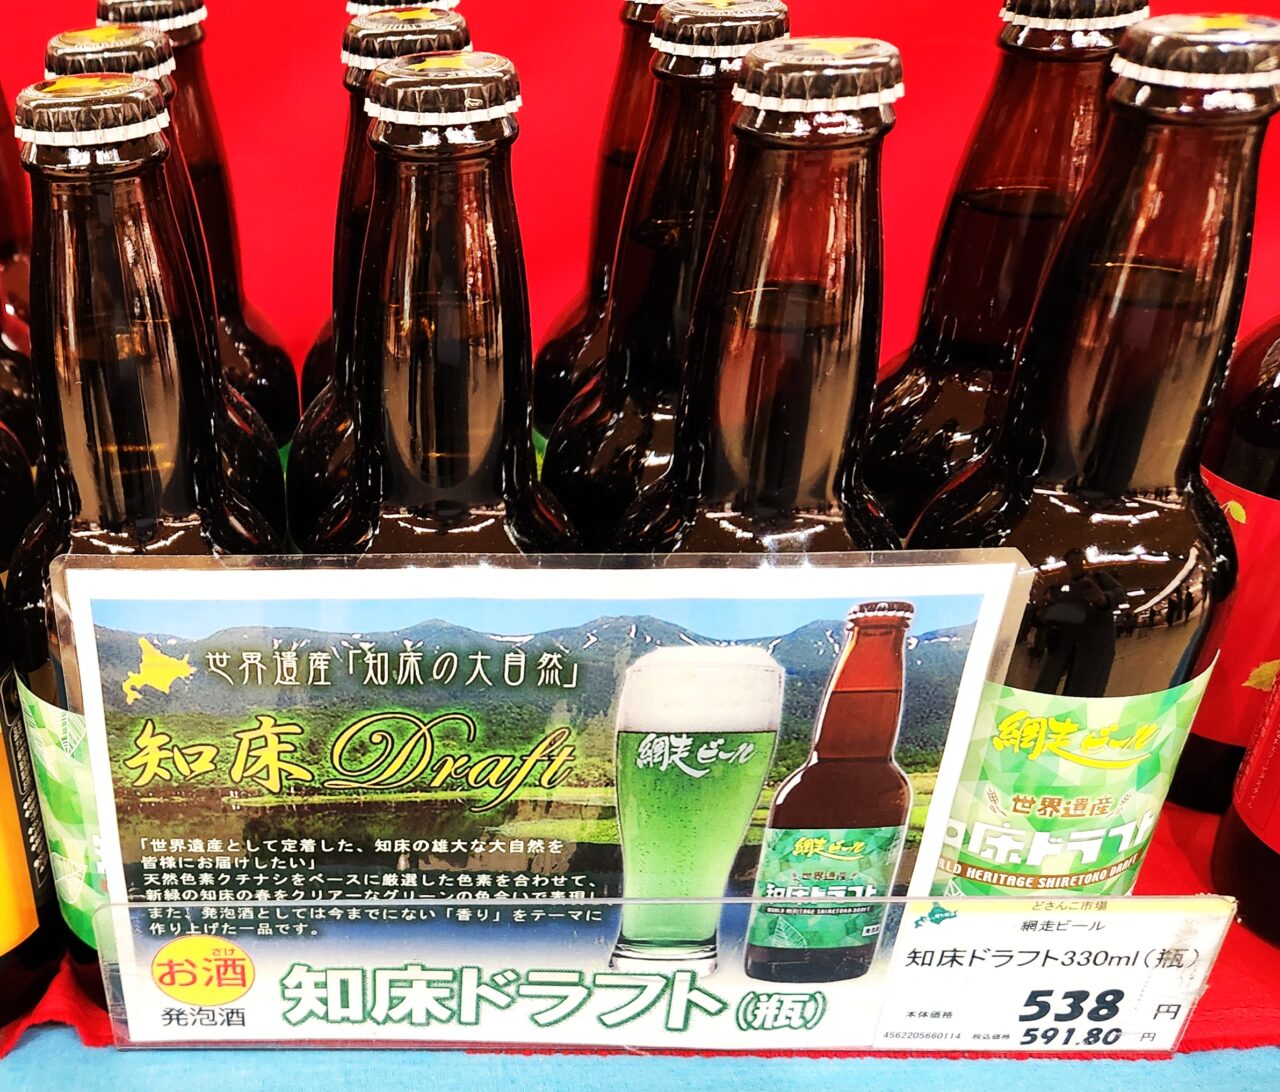 世界遺産「知床の大自然」
知床 Draft
「世界遺産として定着した、知床の雄大な大自然を
皆様にお届けしたい」
天然色素クチナシをベースに厳選した色素を合わせて、
新緑の知床の春をクリアーなグリーンの色合いで表現し
また、発泡酒としては今までにない「香り」をテーマに
作り上げた一品です。
網走ビール
網走ビール
世界遺産
知床ドラフト
WORLD HERITAGE SHIRETOKO DRAFT
さけ
お酒
発泡酒
知床ドラフト(瓶)
網走ビール
世界遺産
知床ドラフト
RLD HERITAGE SHIRETOKO DRAFT
どさんこ市場
網走ビール
知床ドラフト330ml(瓶)
本体価格 538 円
4562205660114 税込価格 591.80 円